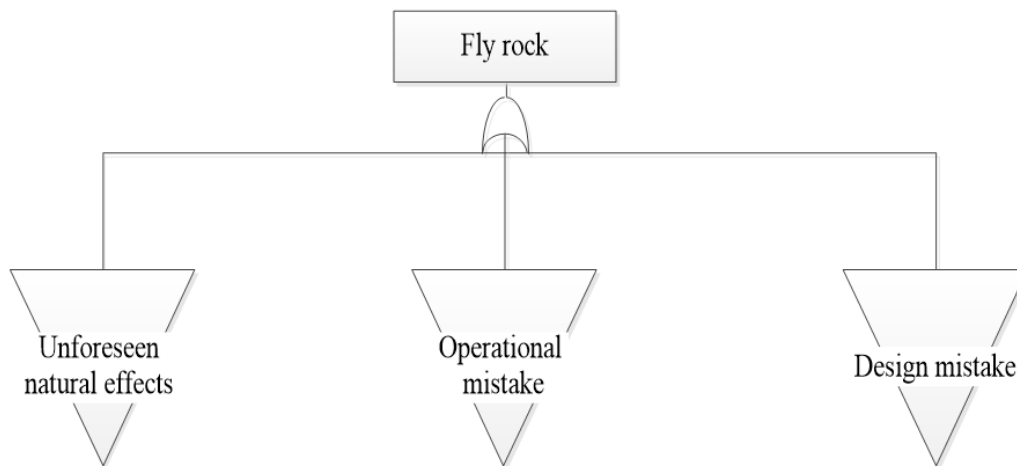 Fly rock
Unforeseen
natural effects
Operational
mistake
Design mistake